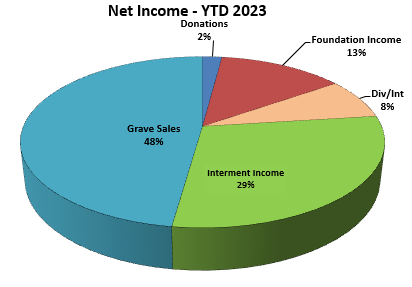 Net Income - YTD 2023
Donations
2%
Foundation Income
13%
Div/Int
8%
Grave Sales
48%
Interment Income
29%